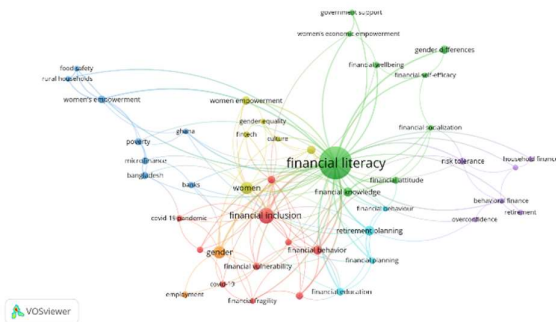 government support
women's economic empowerment
gender differences
financial wellbeing
financial self-efficacy
food safety
rural households
women's empowerment
women empowerment
gender equality
ghana
fintech
culture
financial socialization
poverty
microfinance
bangladesh
banks
women
financial literacy
risk tolerance
household finance
financial attitude
financial knowledge
behavioral finance
retirement
overconfidence
financial behaviour
covid-19 pandemic
financial inclusion
retirement planning
gender
financial behavior
financial planning
financial vulnerability
covid-19
employment
financial fragility
financial education
VOSviewer